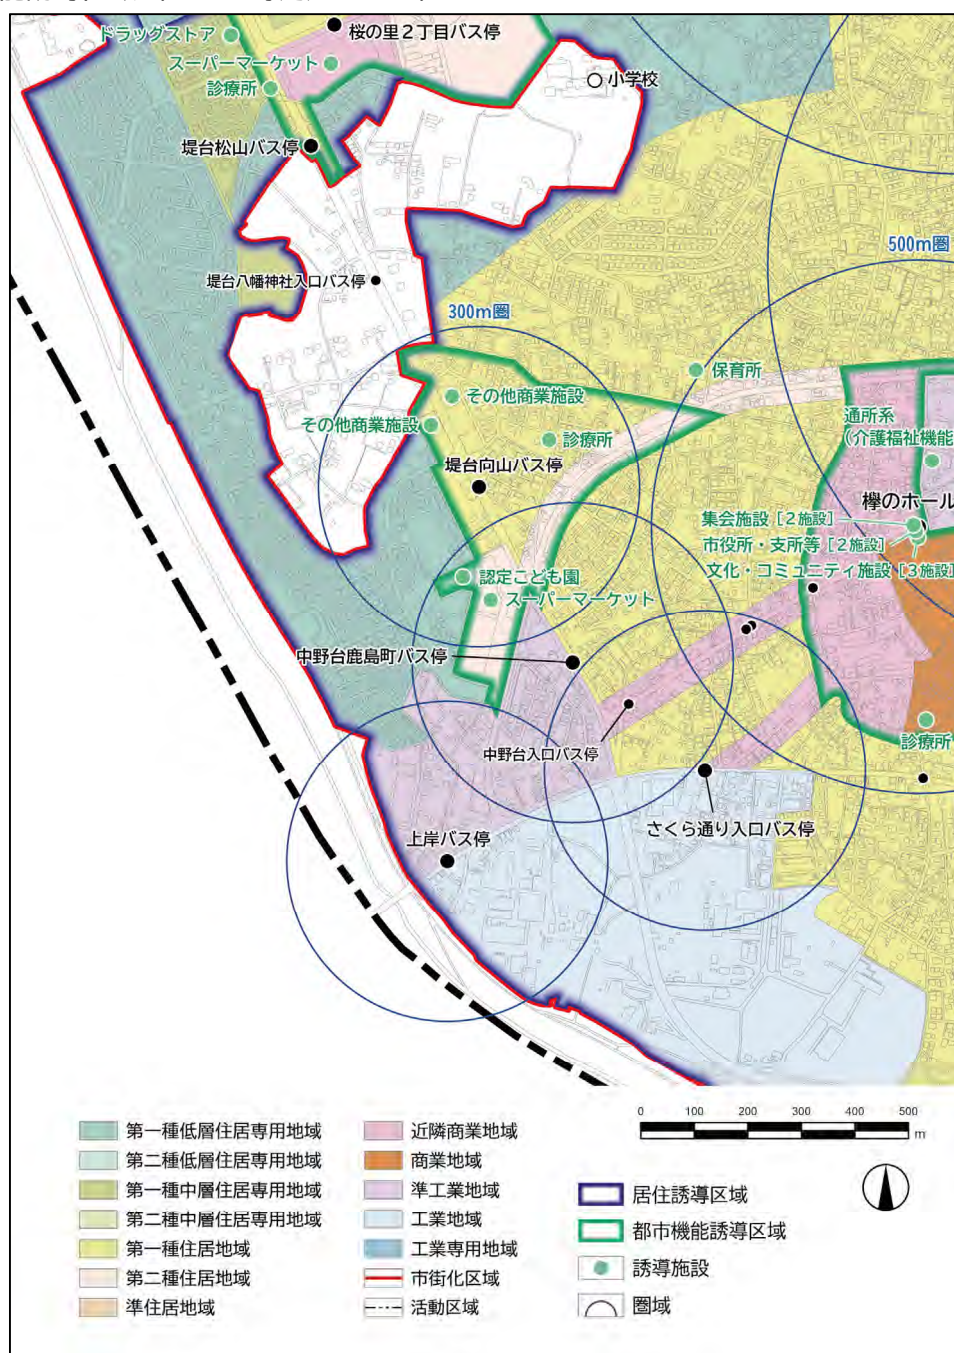 ドラッグストア
桜の里2丁目バス停
スーパーマーケット
小学校
診療所
堤台松山バス停
500m圏
堤台八幡神社入口バス停
300m圏
保育所
その他商業施設
その他商業施設
通所系
(介護福祉機能
診療所
堤台向山バス停
欅のホール
集会施設[2施設]
市役所・支所等[2施設]
文化・コミュニティ施設[3施設]
認定こども園
スーパーマーケット
中野台鹿島町バス停
診療所
中野台入口バス停
さくら通り入口バス停
上岸バス停
0 100 200 300 400 500
m
第一種低層住居専用地域
第二種低層住居専用地域
第一種中層住居専用地域
第二種中層住居専用地域
第一種住居地域
第二種住居地域
準住居地域
近隣商業地域
商業地域
準工業地域
工業地域
工業専用地域
市街化区域
活動区域
居住誘導区域
都市機能誘導区域
誘導施設
圏域